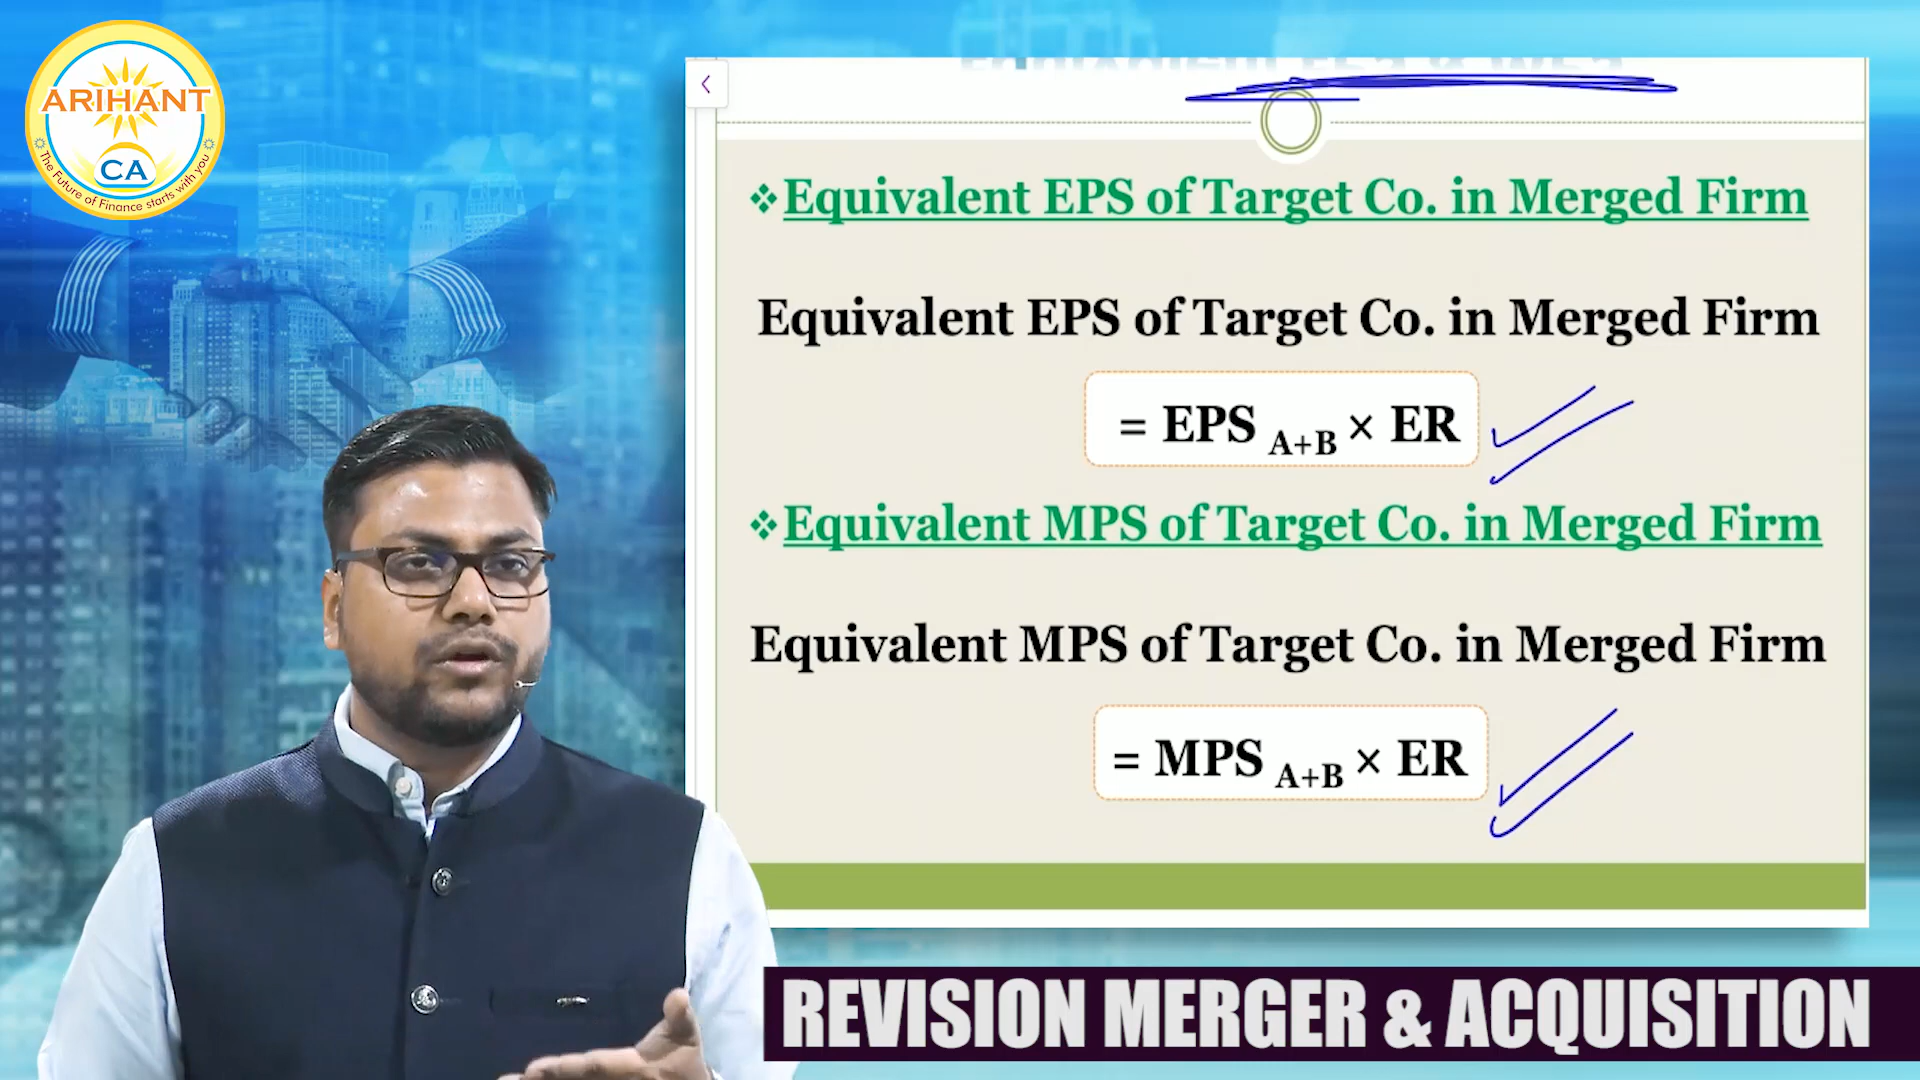 ARIHANT
CA
The Future of Finance starts with you
❖Equivalent EPS of Target Co. in Merged Firm
Equivalent EPS of Target Co. in Merged Firm
= EPS A+B × ER
❖Equivalent MPS of Target Co. in Merged Firm
Equivalent MPS of Target Co. in Merged Firm
= MPS A+B × ER
REVISION MERGER & ACQUISITION